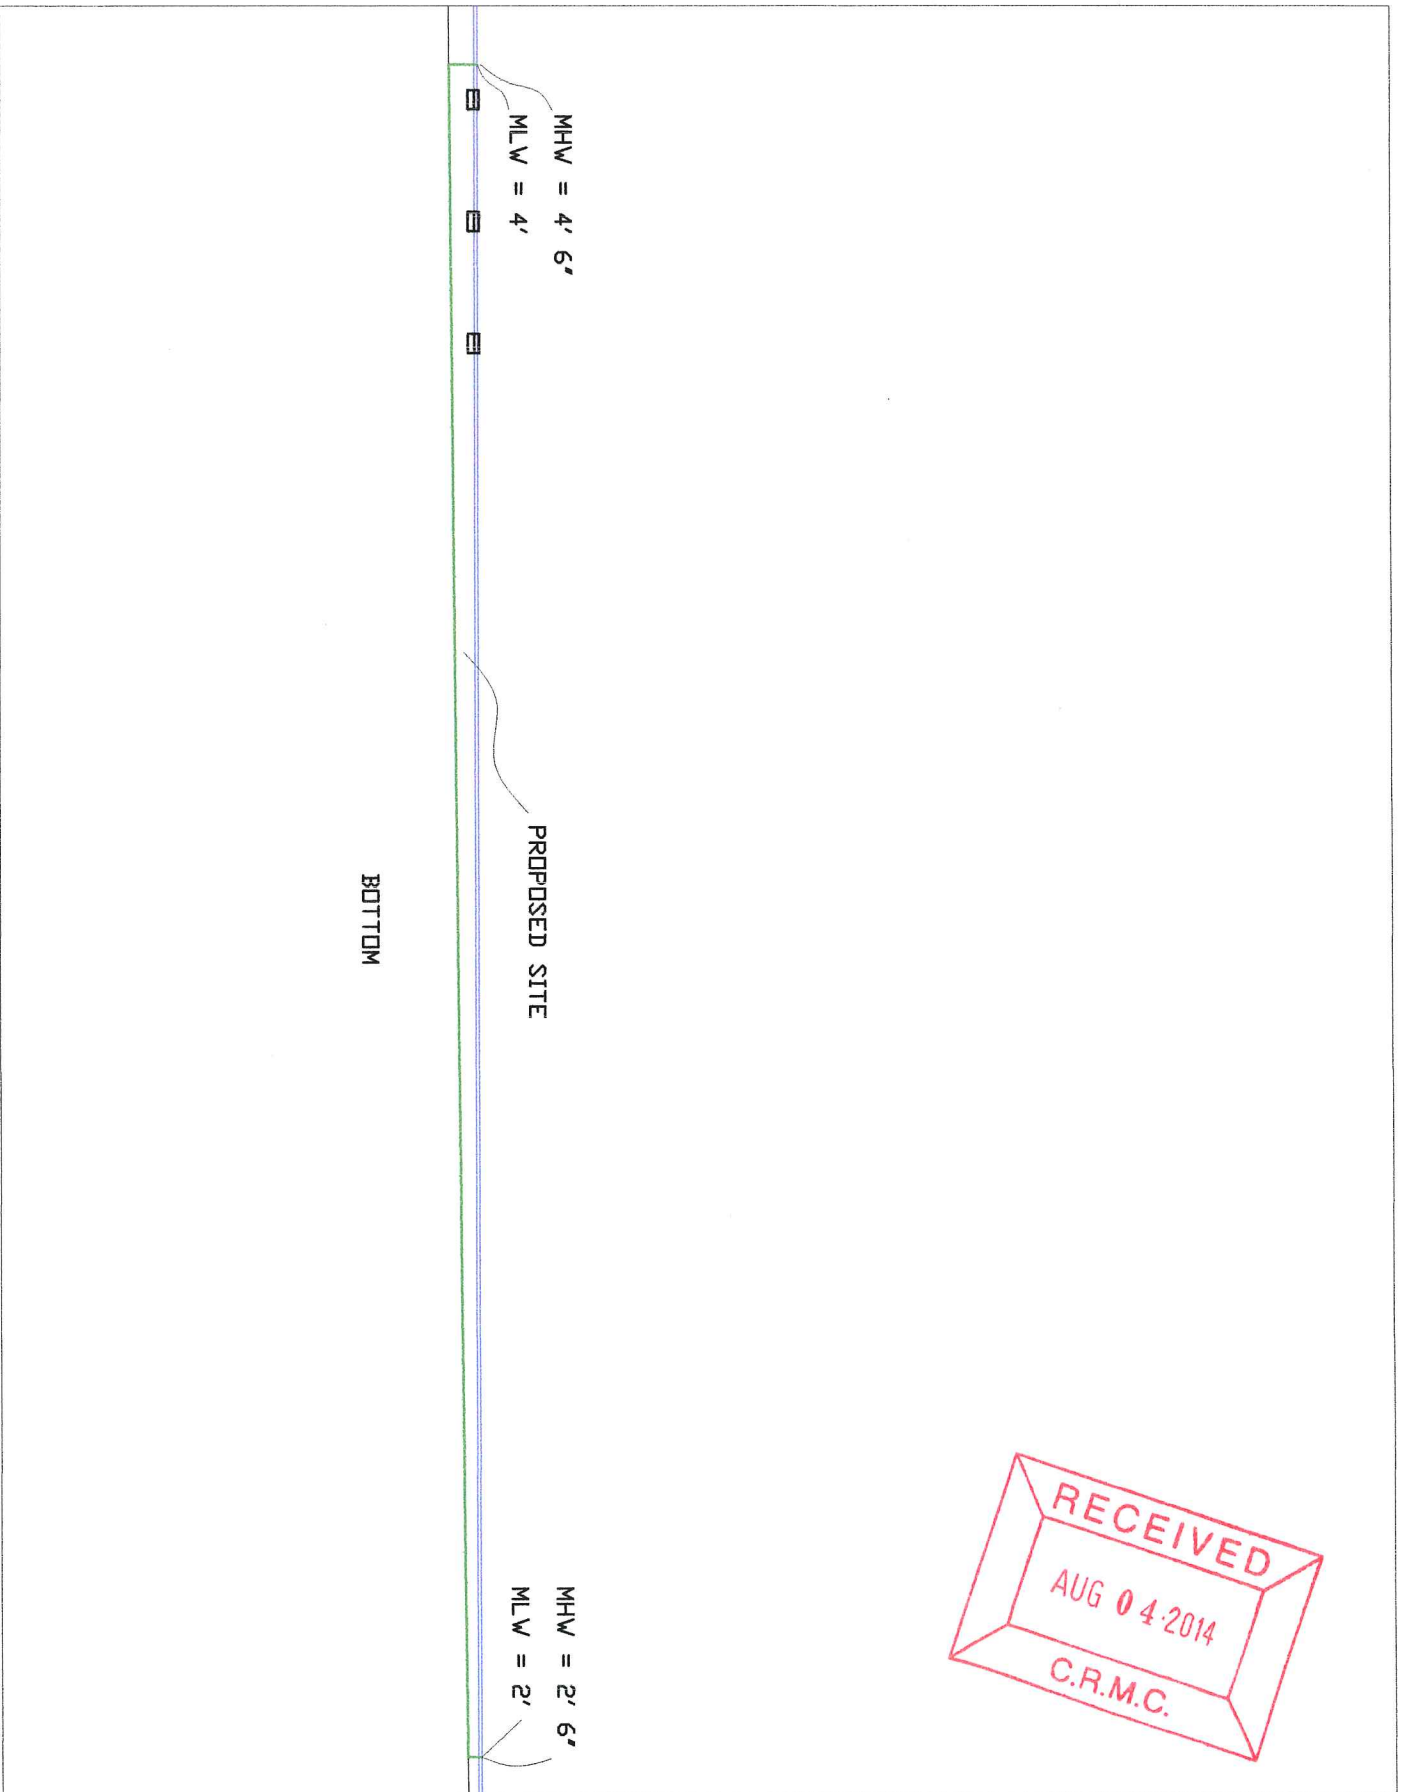 MHW = 4' 6"
MLW = 4'
PROPOSED SITE
BOTTOM
MHW = 2' 6"
MLW = 2'
RECEIVED
AUG 04 2014
C.R.M.C.